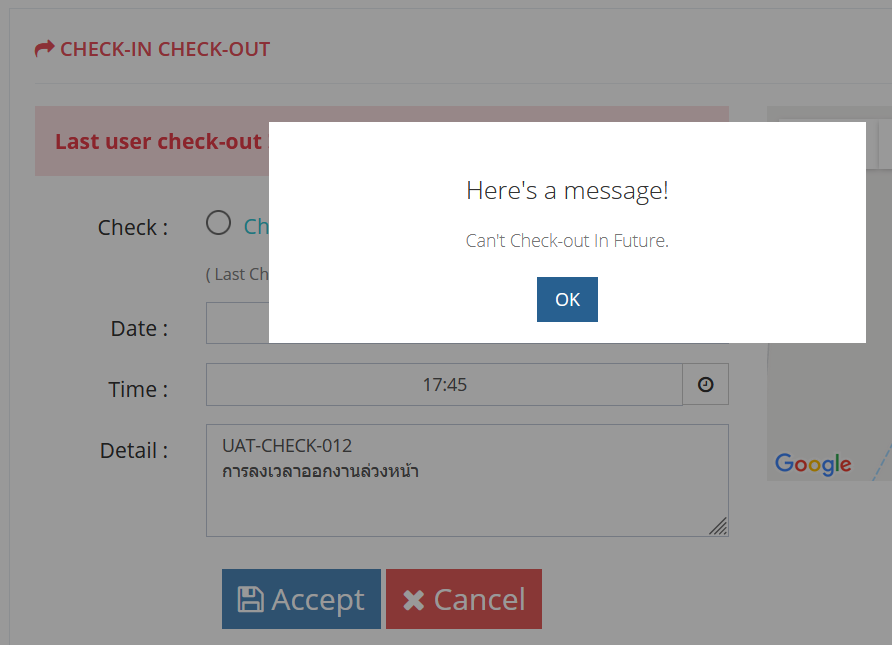 CHECK-IN CHECK-OUT
Last user check-out
Here's a message!
Can't Check-out In Future.
OK
Check :
( Last Ch
Date :
Time :
17:45
Detail :
UAT-CHECK-012
การลงเวลาออกงานล่วงหน้า
Google
Accept
Cancel